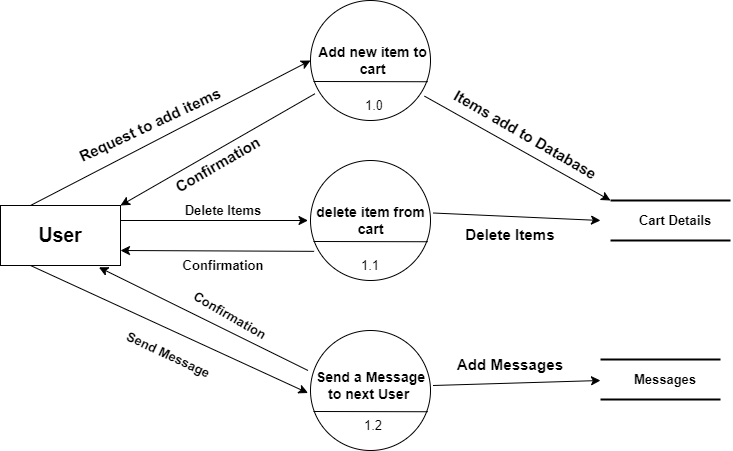 Add new item to
cart
1.0
Request to add items
Confirmation
Items add to Database
User
Delete Items
Confirmation
delete item from
cart
1.1
Delete Items
Cart Details
Confirmation
Send Message
Send a Message
to next User
1.2
Add Messages
Messages